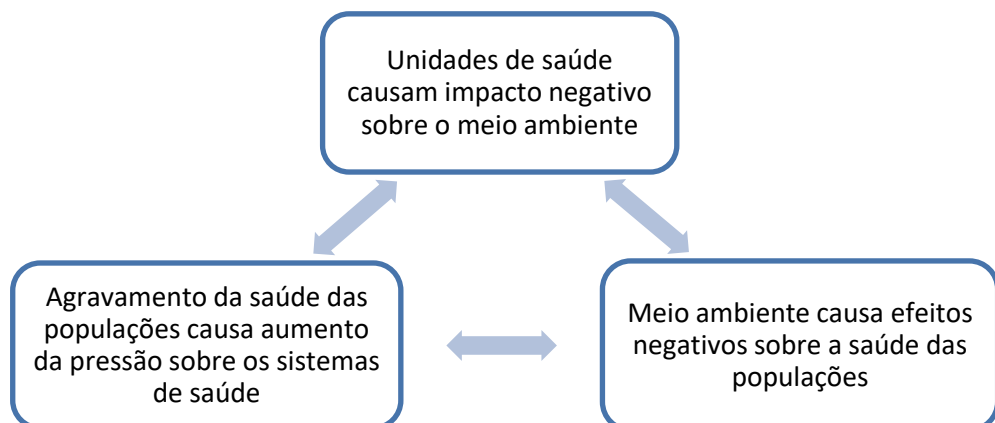 Unidades de saúde
causam impacto negativo
sobre o meio ambiente
Agravamento da saúde das
populações causa aumento
da pressão sobre os sistemas
de saúde
Meio ambiente causa efeitos
negativos sobre a saúde das
populações